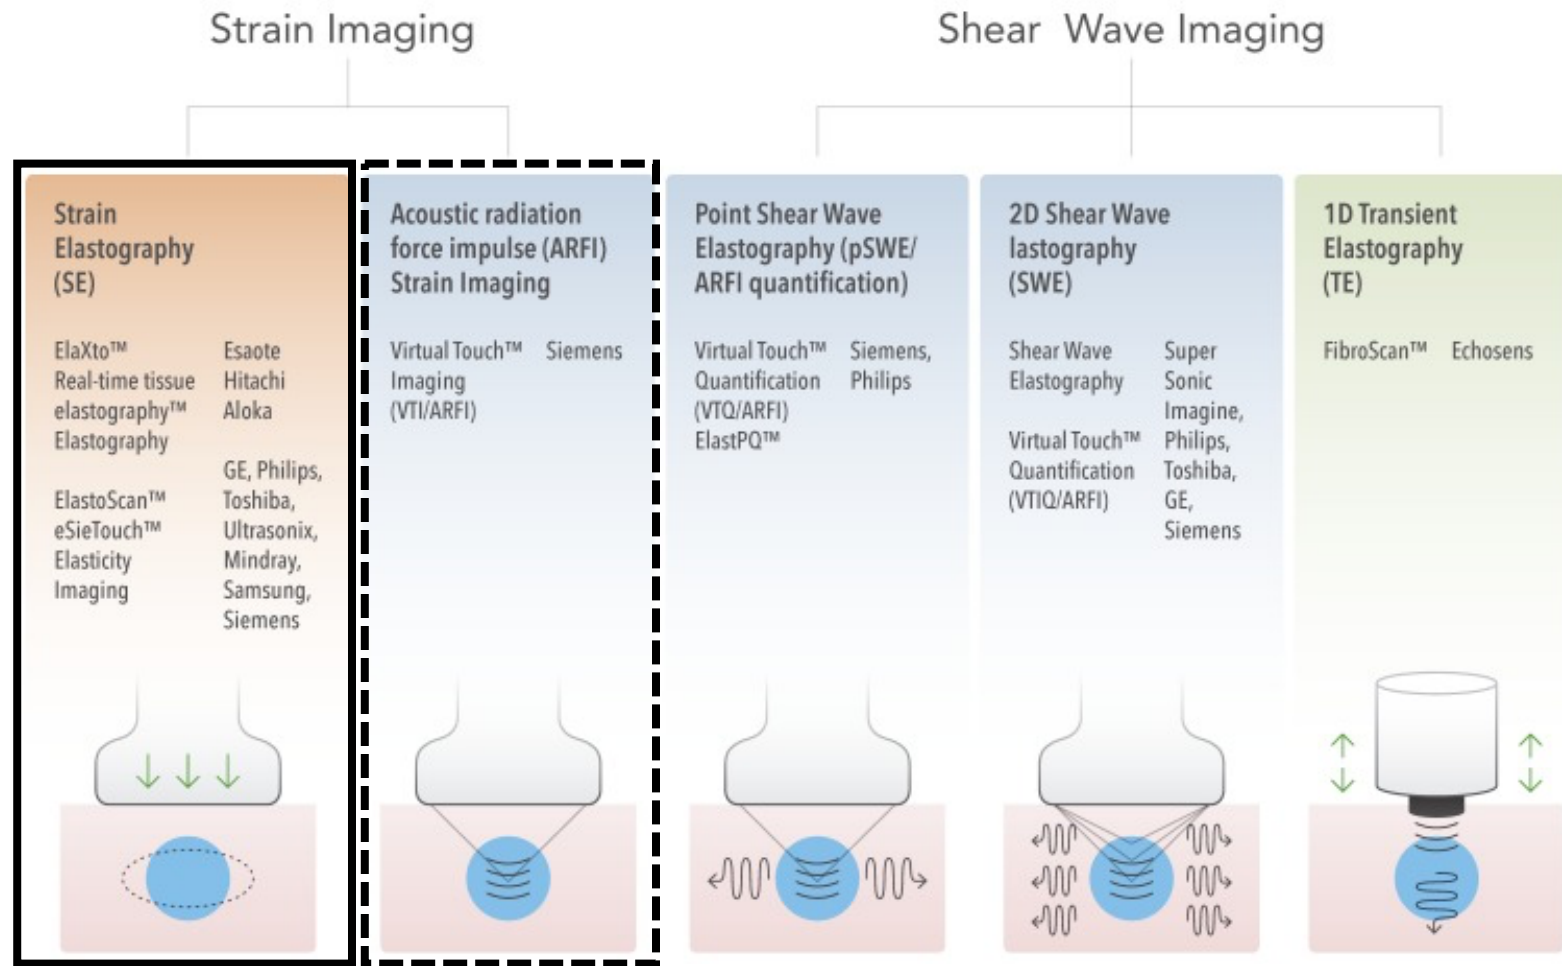 Strain Imaging
Shear Wave Imaging
Strain
Elastography
(SE)
ElaXto™
Real-time tissue
elastography™
Elastography
ElastoScan™
eSieTouch™
Elasticity
Imaging
Esaote
Hitachi
Aloka
GE, Philips,
Toshiba,
Ultrasonix,
Mindray,
Samsung,
Siemens
Acoustic radiation
force impulse (ARFI)
Strain Imaging
Virtual Touch™
Imaging
(VTI/ARFI)
Siemens
Point Shear Wave
Elastography (pSWE/
ARFI quantification)
Virtual Touch™
Quantification
(VTQ/ARFI)
ElastPQ™
Siemens,
Philips
2D Shear Wave
lastography
(SWE)
Shear Wave
Elastography
Virtual Touch™
Quantification
(VTIQ/ARFI)
Super
Sonic
Imagine,
Philips,
Toshiba,
GE,
Siemens
1D Transient
Elastography
(TE)
FibroScan™
Echosens